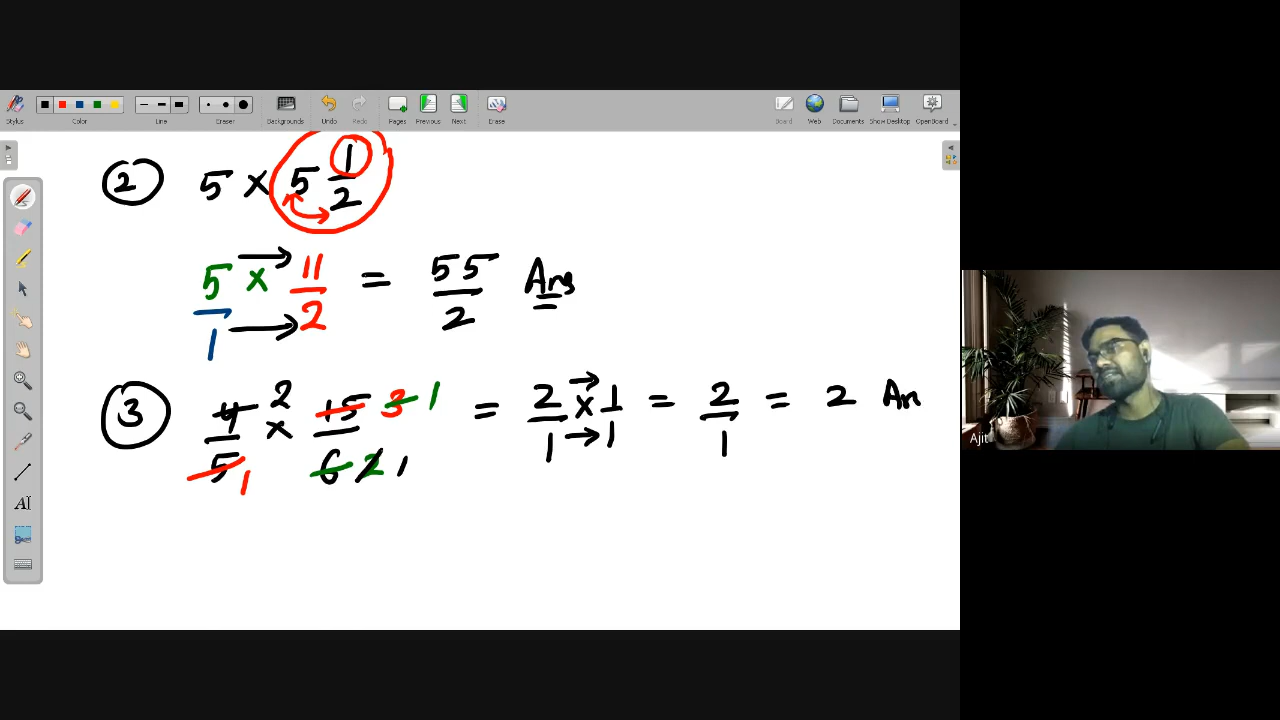 Stylus Color Line Eraser Backgrounds Undo Redo Pages Previous Next Erase Board Web Documents Show Desktop OpenBoard
② 5 × 5 1/2
5/1 × 11/2 = 55/2 Ans
③ 4/5 2 × 15/6 3 1 = 2/1 × 1/1 = 2/1 = 2 An
1 2 1
Ajit